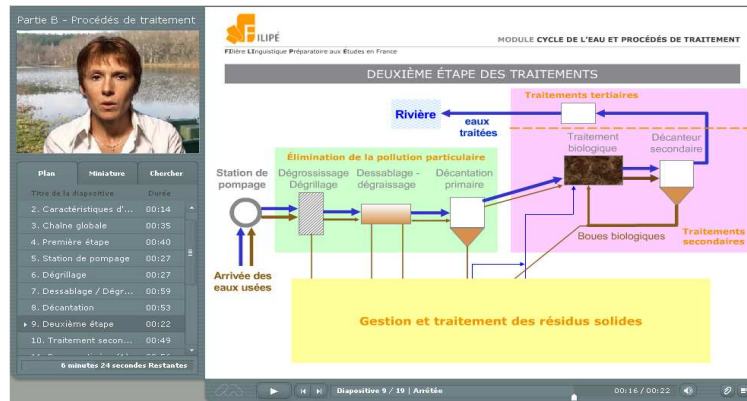 Partie B - Procédés de traitement
Plan
Miniature
Chercher
Titre de la diapositive
Durée
2. Caractéristiques d'... 00:14
3. Chaîne globale 00:35
4. Première étape 00:40
5. Station de pompage 00:27
6. Dégrillage 00:27
7. Dessablage / Dégr... 00:59
8. Décantation 00:53
9. Deuxième étape 00:22
10. Traitement secon... 00:49
6 minutes 24 secondes Restantes
FILIPÉ
FIlière LInguistique Préparatoire aux Études en France
MODULE CYCLE DE L'EAU ET PROCÉDÉS DE TRAITEMENT
DEUXIÈME ÉTAPE DES TRAITEMENTS
Traitements tertiaires
Rivière
eaux
traitées
Traitement
biologique
Décanteur
secondaire
Élimination de la pollution particulaire
Station de
pompage
Dégrossissage
Dégrillage
Dessablage -
dégraissage
Décantation
primaire
Boues biologiques
Traitements
secondaires
Arrivée des
eaux usées
Gestion et traitement des résidus solides
Diapositive 9 / 19 | Arrêtée
00:16 / 00:22